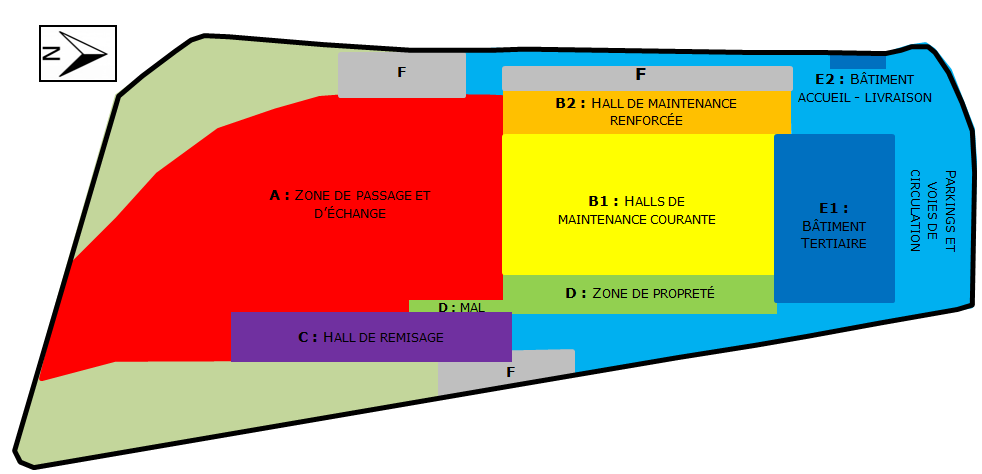 N
F
F
E2 : BÂTIMENT
ACCUEIL - LIVRAISON
B2 : HALL DE MAINTENANCE
RENFORCÉE
A : ZONE DE PASSAGE ET
D'ÉCHANGE
B1 : HALLS DE
MAINTENANCE COURANTE
E1 :
BÂTIMENT
TERTIAIRE
PARKINGS ET
VOIES DE
CIRCULATION
D : ZONE DE PROPRETÉ
D : MAL
C : HALL DE REMISAGE
F